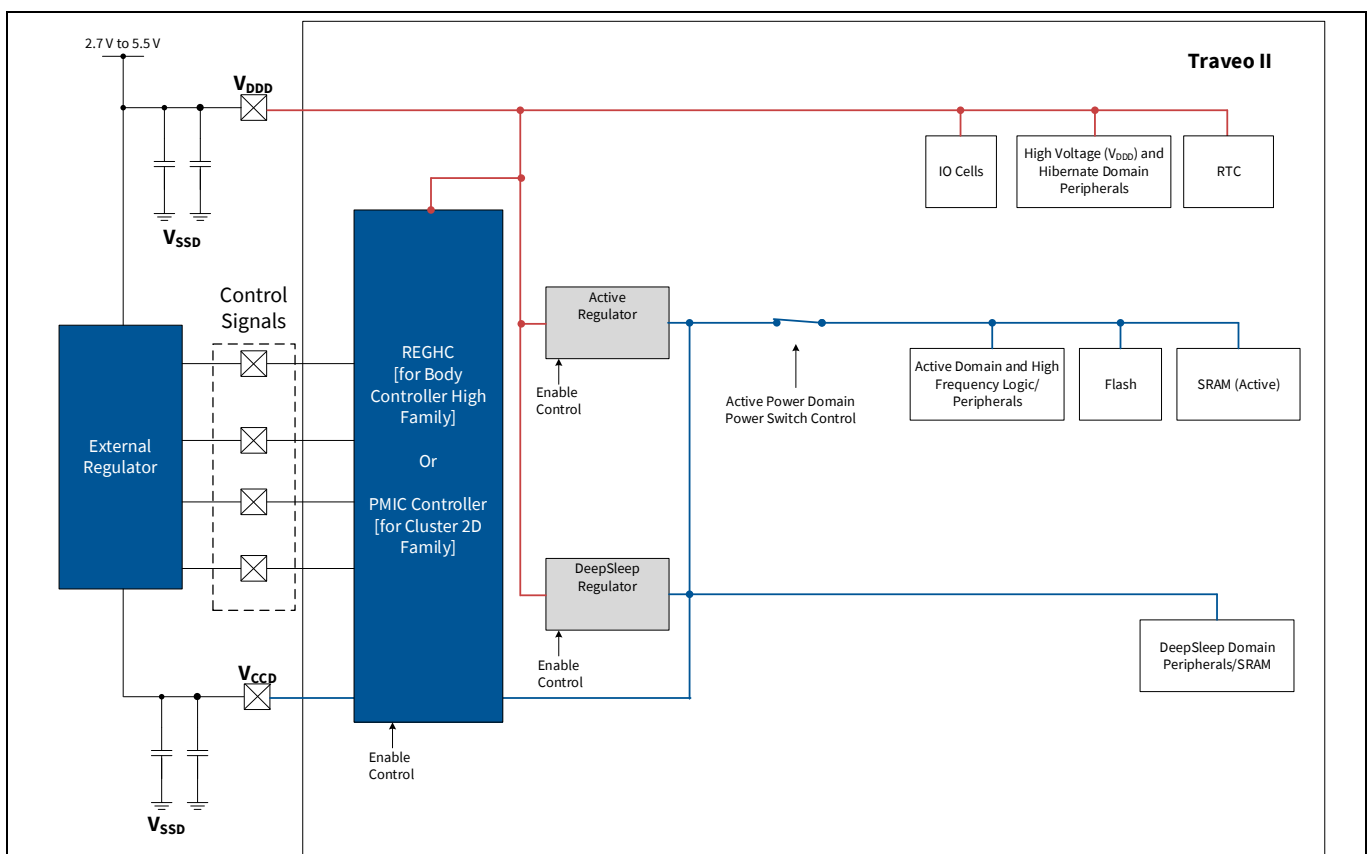 2.7 V to 5.5 V
Traveo II
VDDD
IO Cells
High Voltage (VDDD) and
Hibernate Domain
Peripherals
RTC
VSSD
Control
Signals
Active
Regulator
Enable
Control
Active Power Domain
Power Switch Control
Active Domain and High
Frequency Logic/
Peripherals
Flash
SRAM (Active)
External
Regulator
REGHC
[for Body
Controller High
Family]
Or
PMIC Controller
[for Cluster 2D
Family]
DeepSleep
Regulator
Enable
Control
DeepSleep Domain
Peripherals/SRAM
VCCD
Enable
Control
VSSD